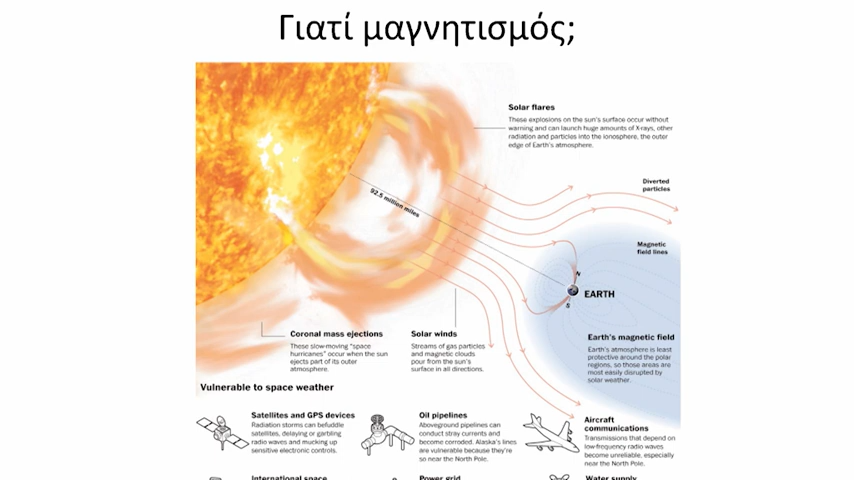 Γιατί μαγνητισμός;
Solar flares
These explosions on the sun's surface occur without
warning and can launch huge amounts of X-rays, other
radiation and particles into the ionosphere, the outer
edge of Earth's atmosphere.
Diverted
particles
92.5 million miles
Magnetic
field lines
N
EARTH
S
Coronal mass ejections
These slow-moving "space
hurricanes" occur when the sun
ejects part of its outer
atmosphere.
Solar winds
Streams of gas particles
and magnetic clouds
pour from the sun's
surface in all directions.
Earth's magnetic field
Earth's atmosphere is least
protective around the polar
regions, so those areas are
most easily disrupted by
solar weather.
Vulnerable to space weather
Satellites and GPS devices
Radiation storms can befuddle
satellites, delaying or garbling
radio waves and mucking up
sensitive electronic controls.
Oil pipelines
Aboveground pipelines can
conduct stray currents and
become corroded. Alaska's lines
are vulnerable because they're
so near the North Pole.
Aircraft
communications
Transmissions that depend on
low-frequency radio waves
become unreliable, especially
near the North Pole.
International space
Power grid
Water supply